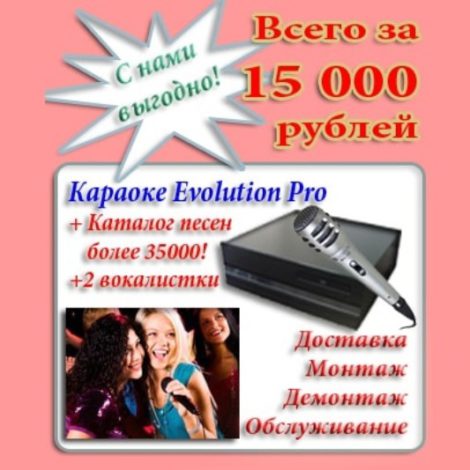 С нами
выгодно!
Всего за
15 000
рублей
Караоке Evolution Pro
+ Каталог песен
более 35000!
+2 вокалистки
Доставка
Монтаж
Демонтаж
Обслуживание